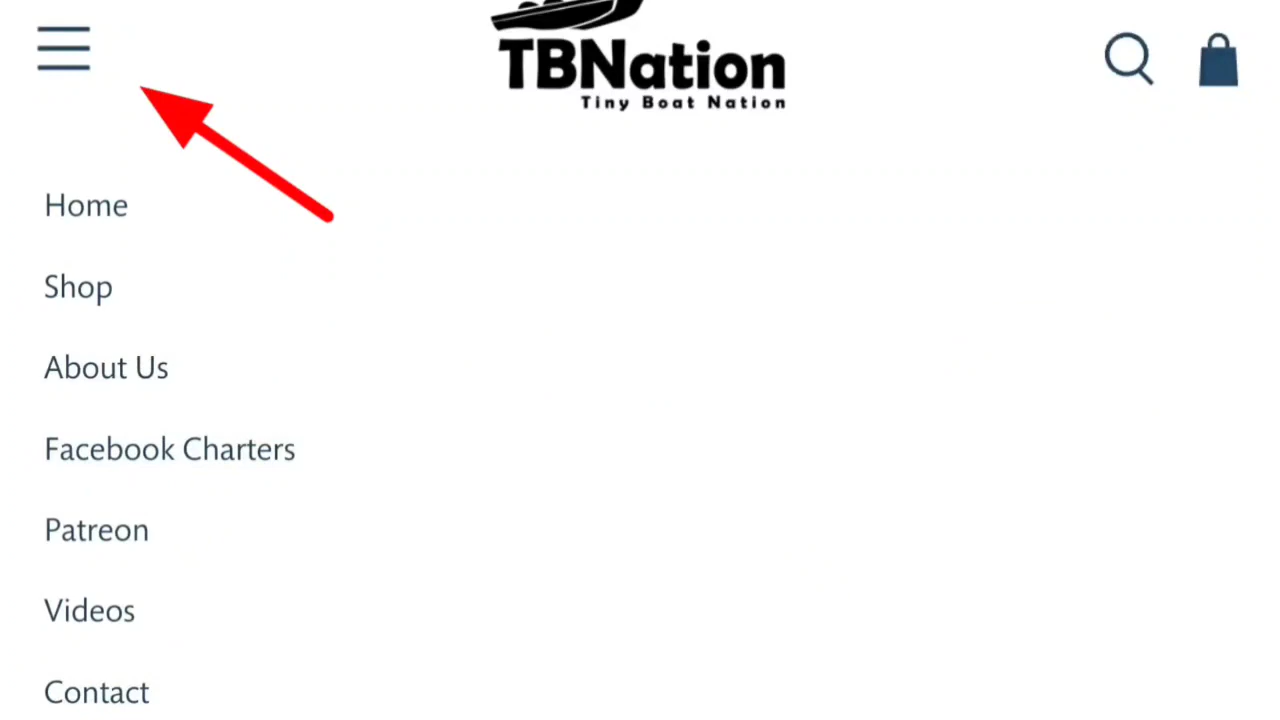 TBNation
Tiny Boat Nation
Home
Shop
About Us
Facebook Charters
Patreon
Videos
Contact